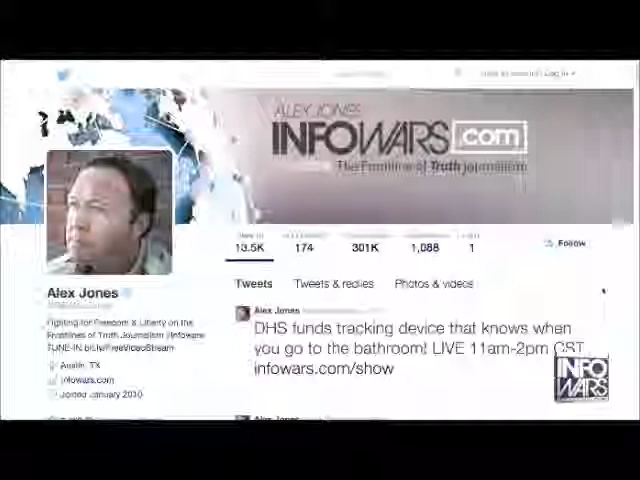 ALEX JONES
INFOWARS.com
The Frontline of Truth Journalism
13.5K 174 301K 1,088 1
Follow
Tweets Tweets & replies Photos & videos
Alex Jones
Fighting for Freedom & Liberty on the
Frontlines of Truth Journalism
Austin, TX
infowars.com
Joined January 2010
Alex Jones
DHS funds tracking device that knows when
you go to the bathroom! LIVE 11am-2pm CST
infowars.com/show
INFO
WARS
Alex Jones